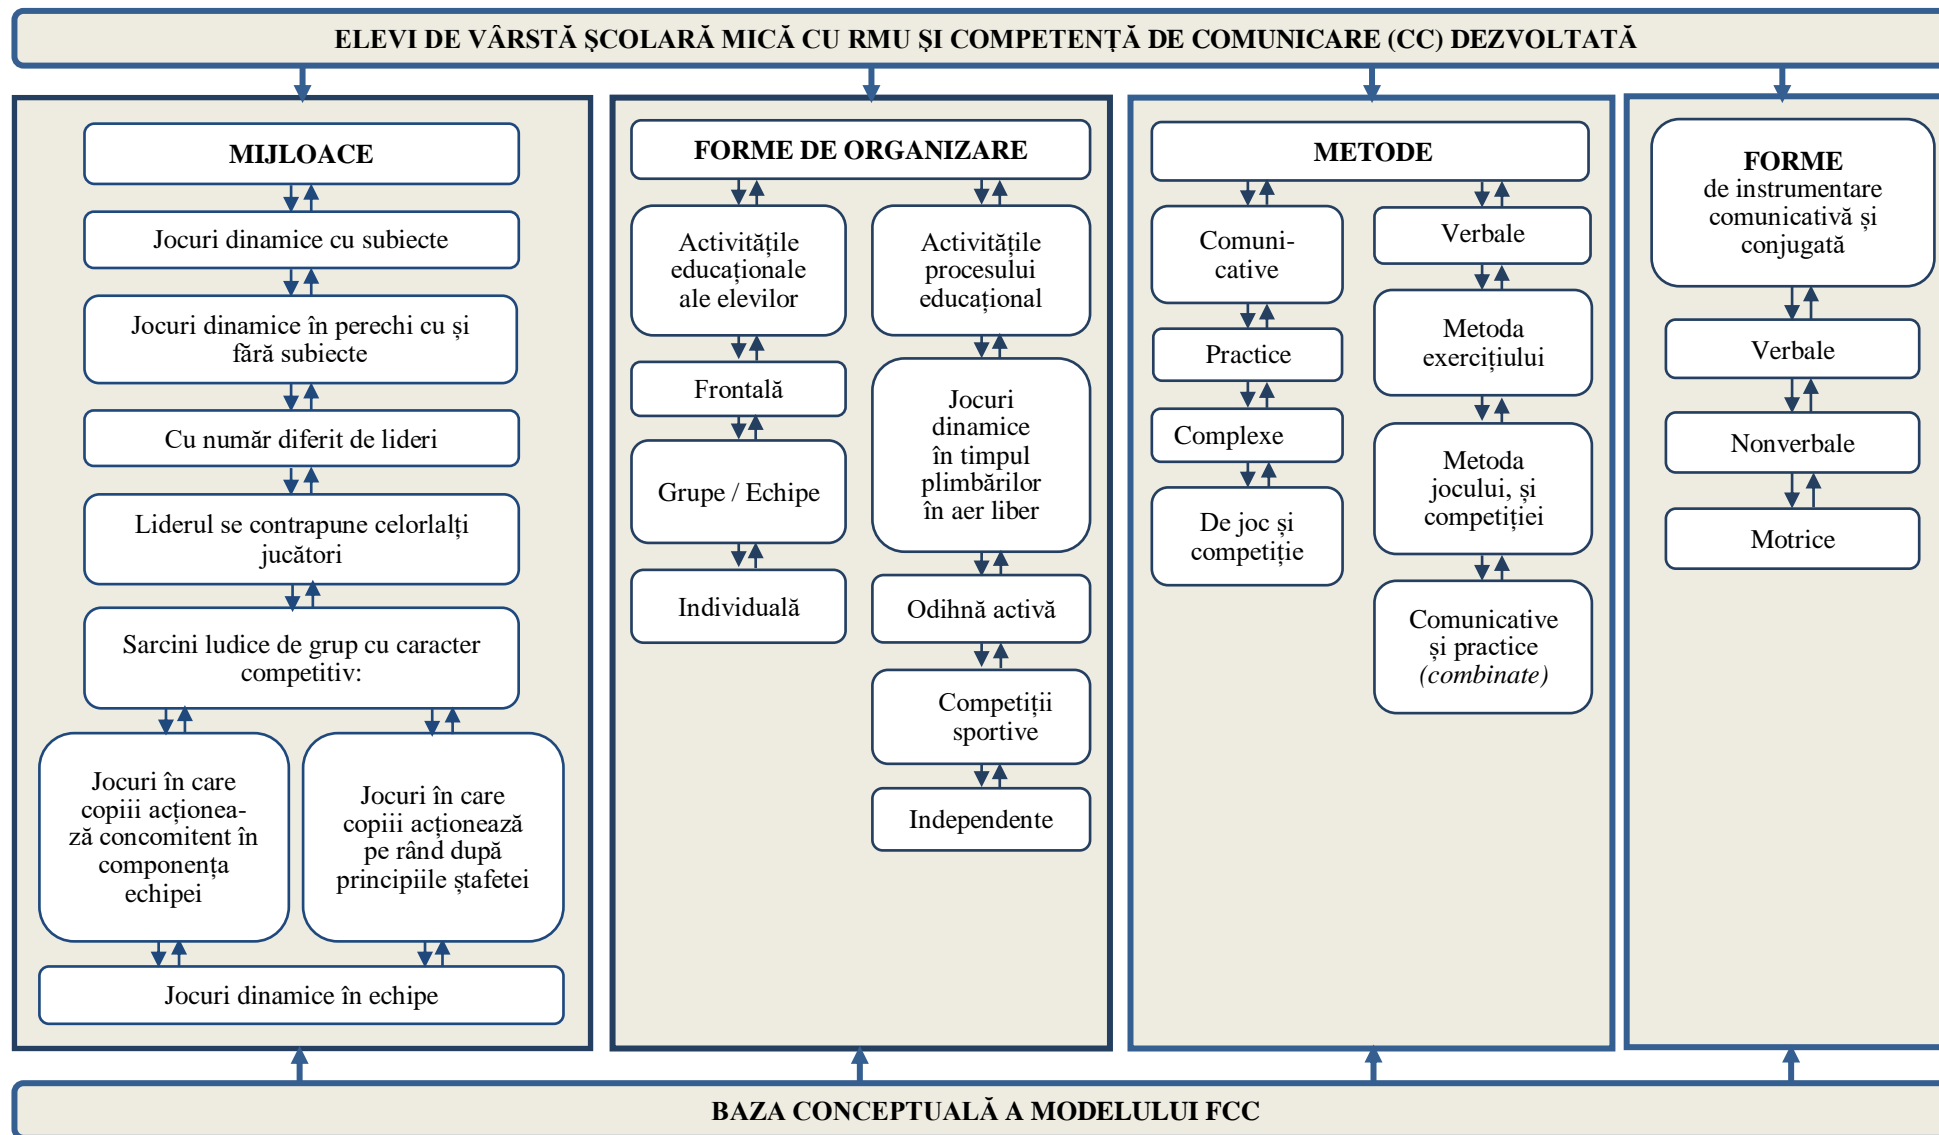 ELEVI DE VÂRSTĂ ȘCOLARĂ MICĂ CU RMU ȘI COMPETENȚĂ DE COMUNICARE (CC) DEZVOLTATĂ
MIJLOACE
Jocuri dinamice cu subiecte
Jocuri dinamice în perechi cu și
fără subiecte
Cu număr diferit de lideri
Liderul se contrapune celorlalți
jucători
Sarcini ludice de grup cu caracter
competitiv:
Jocuri în care
copiii acționea-
ză concomitent în
componența
echipei
Jocuri în care
copiii acționează
pe rând după
principiile ștafetei
Jocuri dinamice în echipe
FORME DE ORGANIZARE
Activitățile
educaționale
ale elevilor
Frontală
Grupe / Echipe
Individuală
Activitățile
procesului
educațional
Jocuri
dinamice
în timpul
plimbărilor
în aer liber
Odihnă activă
Competiții
sportive
Independente
METODE
Comuni-
cative
Practice
Complexe
De joc și
competiție
Verbale
Metoda
exercițiului
Metoda
jocului, și
competiției
Comunicative
și practice
(combinate)
FORME
de instrumentare
comunicativă și
conjugată
Verbale
Nonverbale
Motrice
BAZA CONCEPTUALĂ A MODELULUI FCC